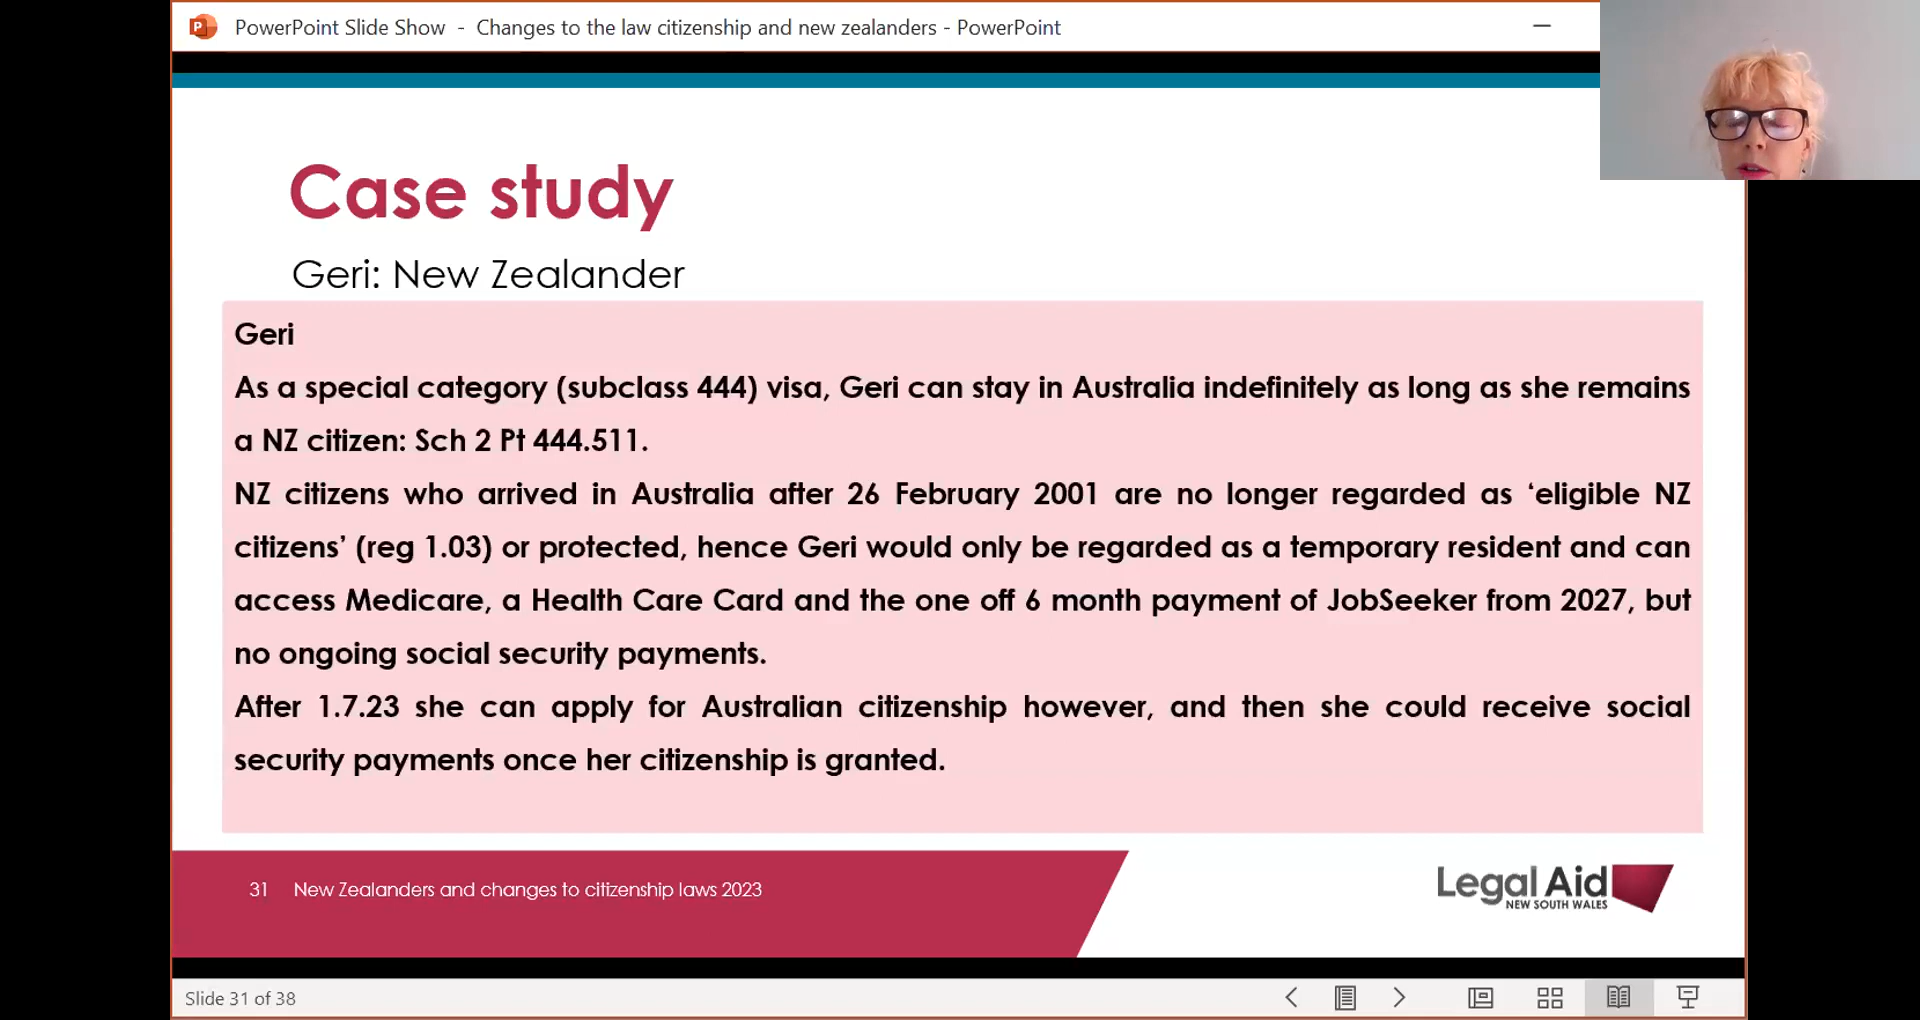 PowerPoint Slide Show - Changes to the law citizenship and new zealanders - PowerPoint
Case study
Geri: New Zealander
Geri
As a special category (subclass 444) visa, Geri can stay in Australia indefinitely as long as she remains
a NZ citizen: Sch 2 Pt 444.511.
NZ citizens who arrived in Australia after 26 February 2001 are no longer regarded as ‘eligible NZ
citizens’ (reg 1.03) or protected, hence Geri would only be regarded as a temporary resident and can
access Medicare, a Health Care Card and the one off 6 month payment of JobSeeker from 2027, but
no ongoing social security payments.
After 1.7.23 she can apply for Australian citizenship however, and then she could receive social
security payments once her citizenship is granted.
31 New Zealanders and changes to citizenship laws 2023
Legal Aid
NEW SOUTH WALES
Slide 31 of 38